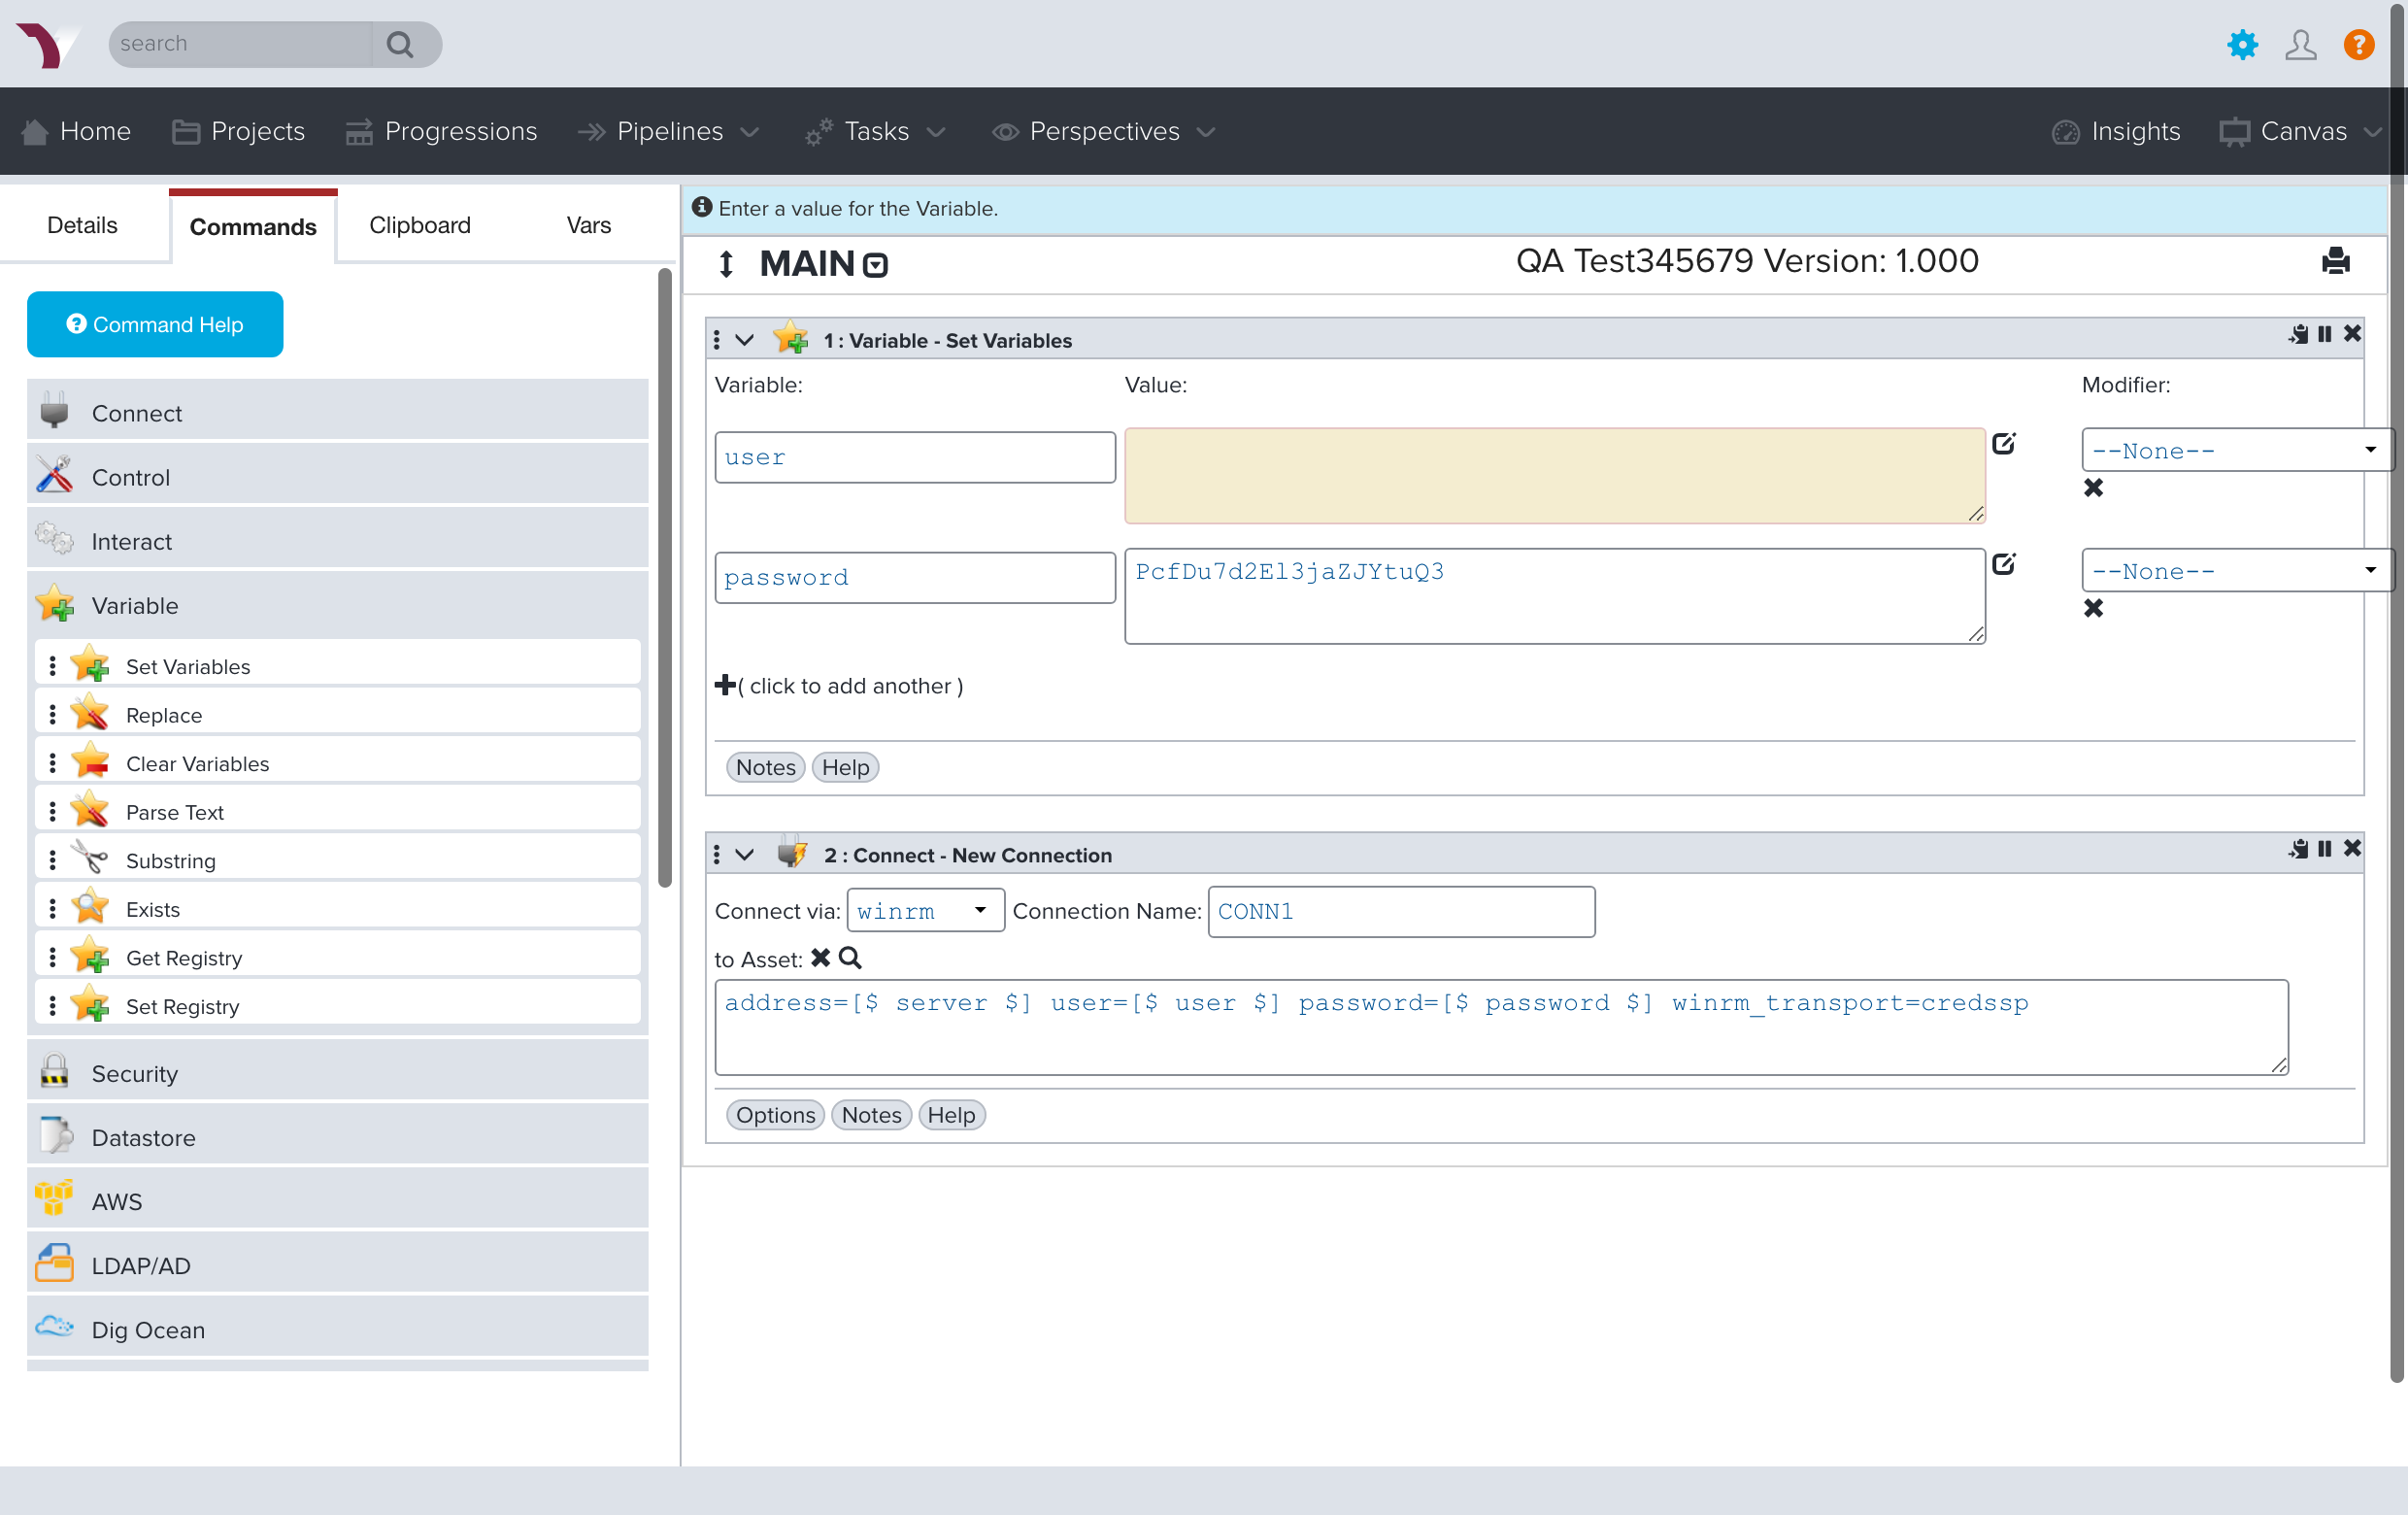 search
Home Projects Progressions Pipelines Tasks Perspectives Insights Canvas
Details Commands Clipboard Vars
Command Help
Connect
Control
Interact
Variable
Set Variables
Replace
Clear Variables
Parse Text
Substring
Exists
Get Registry
Set Registry
Security
Datastore
AWS
LDAP/AD
Dig Ocean
Enter a value for the Variable.
MAIN QA Test345679 Version: 1.000
1 : Variable - Set Variables
Variable: Value: Modifier:
user --None--
password PcfDu7d2El3jaZJYtuQ3 --None--
( click to add another )
Notes Help
2 : Connect - New Connection
Connect via: winrm Connection Name: CONN1
to Asset:
address=[$ server $] user=[$ user $] password=[$ password $] winrm_transport=credssp
Options Notes Help